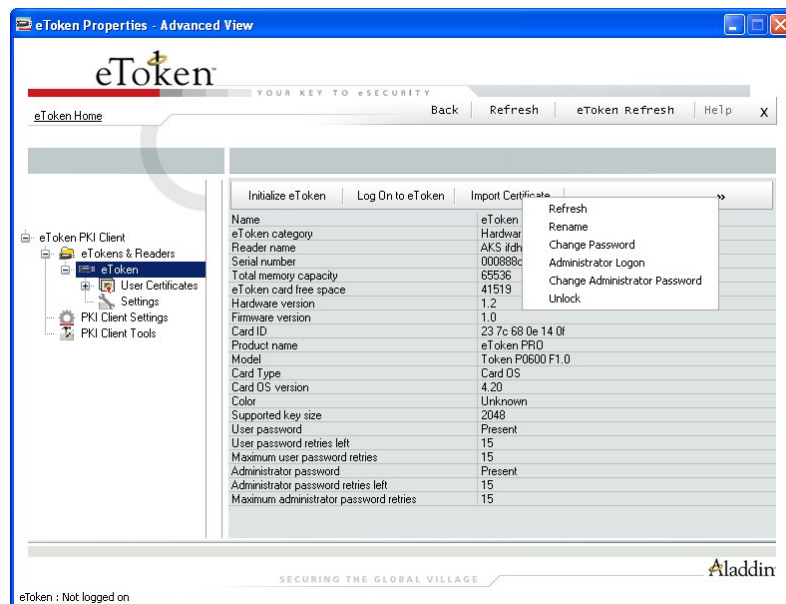 eToken Properties - Advanced View
eToken
YOUR KEY TO eSECURITY
eToken Home
Back Refresh eToken Refresh Help X
Initialize eToken Log On to eToken Import Certificate »
Refresh
Rename
Change Password
Administrator Logon
Change Administrator Password
Unlock
eToken PKI Client
eTokens & Readers
eToken
User Certificates
Settings
PKI Client Settings
PKI Client Tools
Name eToken
eToken category Hardwar
Reader name AKS ifdh
Serial number 000888c
Total memory capacity 65536
eToken card free space 41519
Hardware version 1.2
Firmware version 1.0
Card ID 23 7c 68 0e 14 0f
Product name eToken PRO
Model Token P0600 F1.0
Card Type Card OS
Card OS version 4.20
Color Unknown
Supported key size 2048
User password Present
User password retries left 15
Maximum user password retries 15
Administrator password Present
Administrator password retries left 15
Maximum administrator password retries 15
SECURING THE GLOBAL VILLAGE
Aladdin
eToken : Not logged on